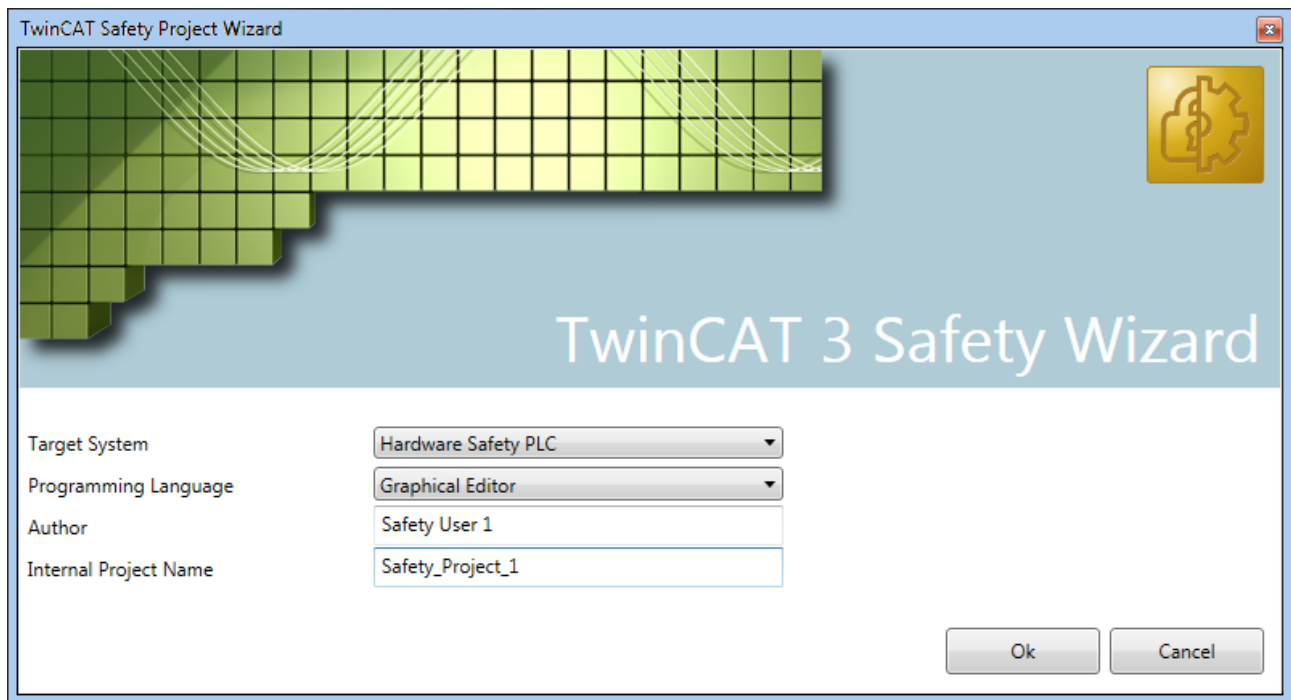 TwinCAT Safety Project Wizard
TwinCAT 3 Safety Wizard
Target System Hardware Safety PLC
Programming Language Graphical Editor
Author Safety User 1
Internal Project Name Safety_Project_1
Ok Cancel